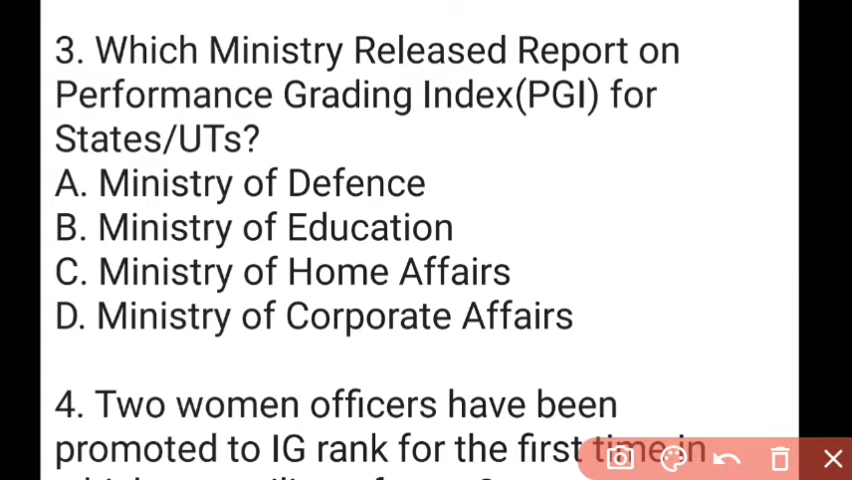 3. Which Ministry Released Report on
Performance Grading Index(PGI) for
States/UTs?
A. Ministry of Defence
B. Ministry of Education
C. Ministry of Home Affairs
D. Ministry of Corporate Affairs
4. Two women officers have been
promoted to IG rank for the first time in